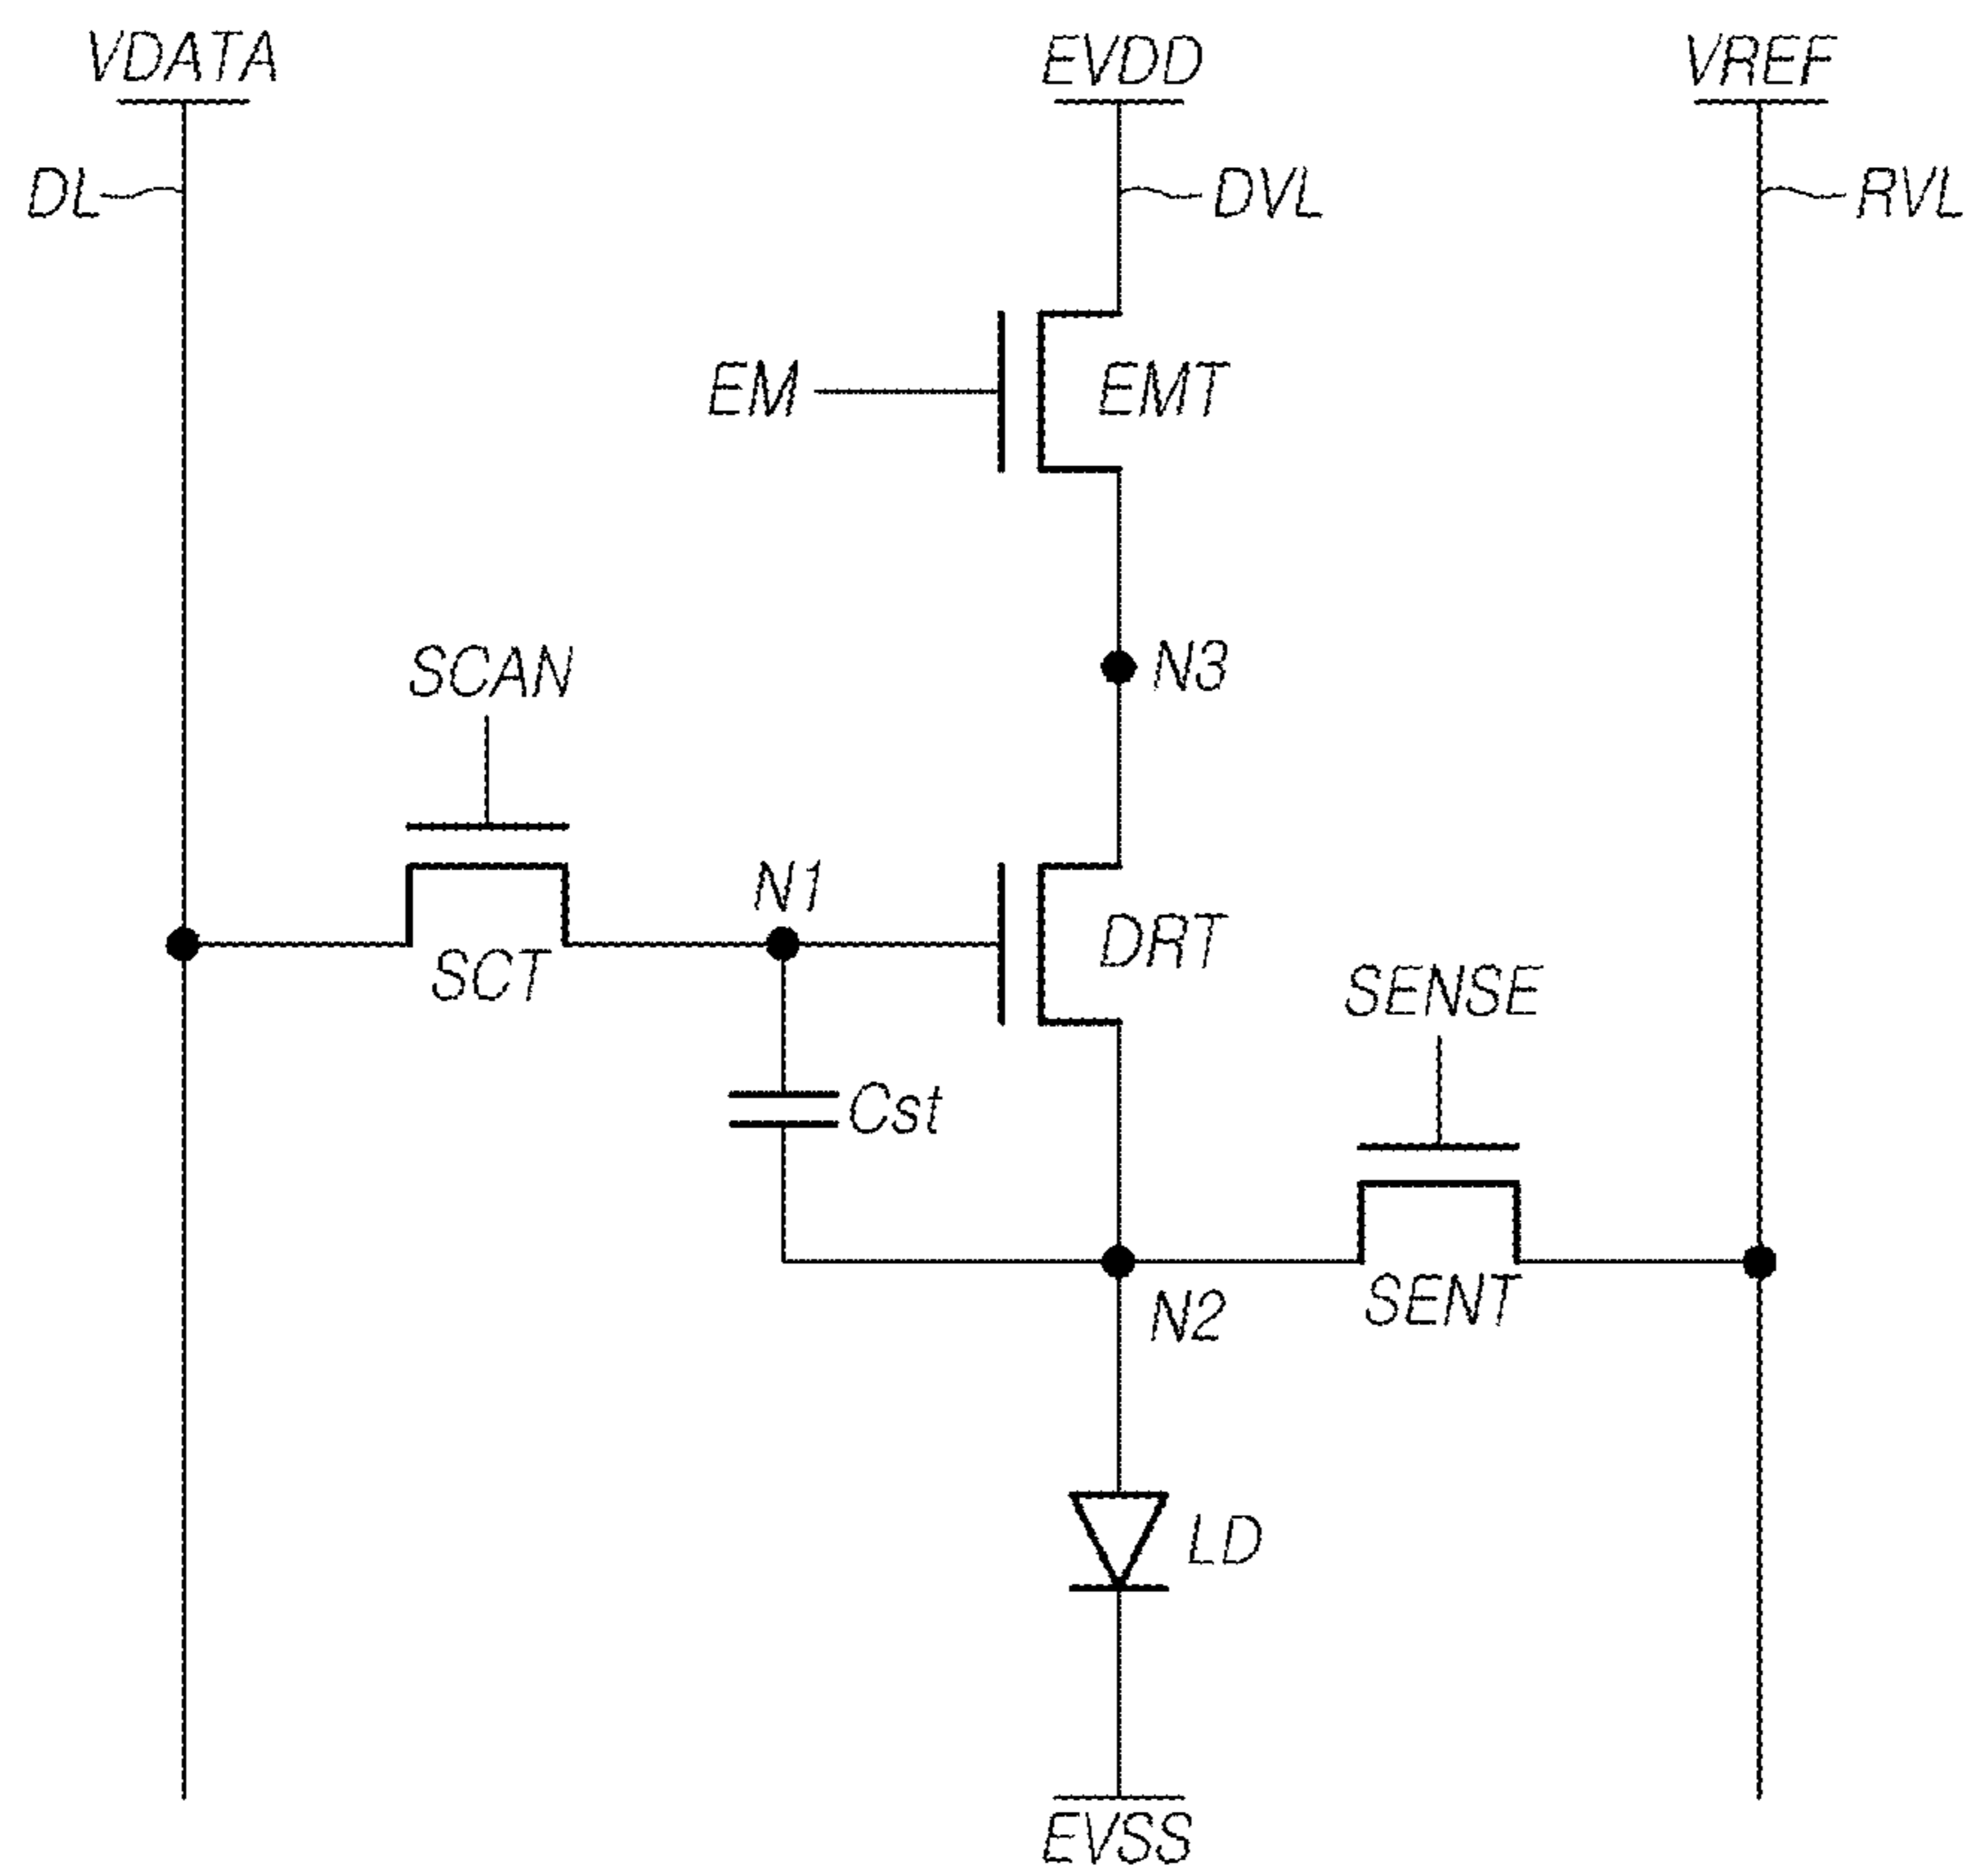 VDATA
EVDD
VREF
DL
DVL
RVL
EM
EMT
SCAN
N3
N1
DRT
SCT
SENSE
Cst
SENT
N2
LD
EVSS